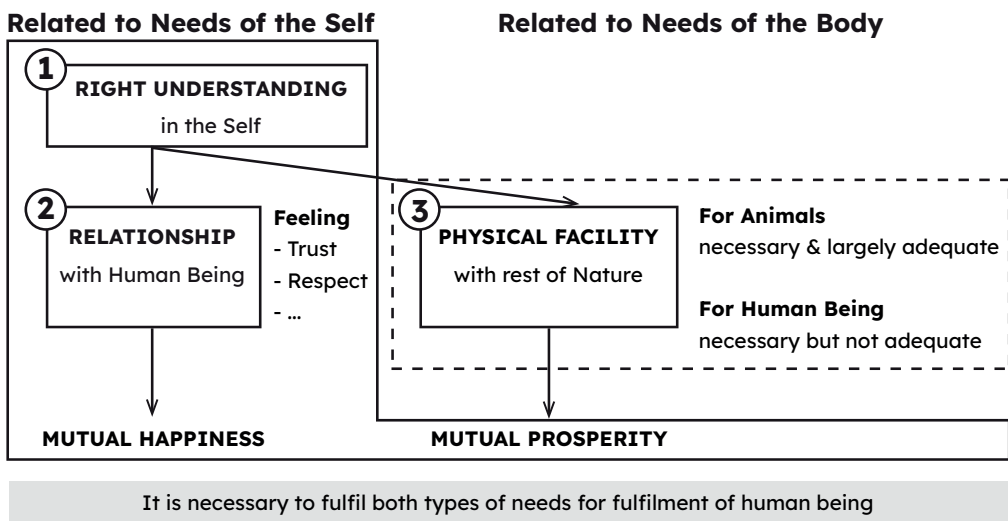 Related to Needs of the Self
Related to Needs of the Body
1
RIGHT UNDERSTANDING
in the Self
2
RELATIONSHIP
with Human Being
Feeling
- Trust
- Respect
- ...
3
PHYSICAL FACILITY
with rest of Nature
For Animals
necessary & largely adequate
For Human Being
necessary but not adequate
MUTUAL HAPPINESS
MUTUAL PROSPERITY
It is necessary to fulfil both types of needs for fulfilment of human being